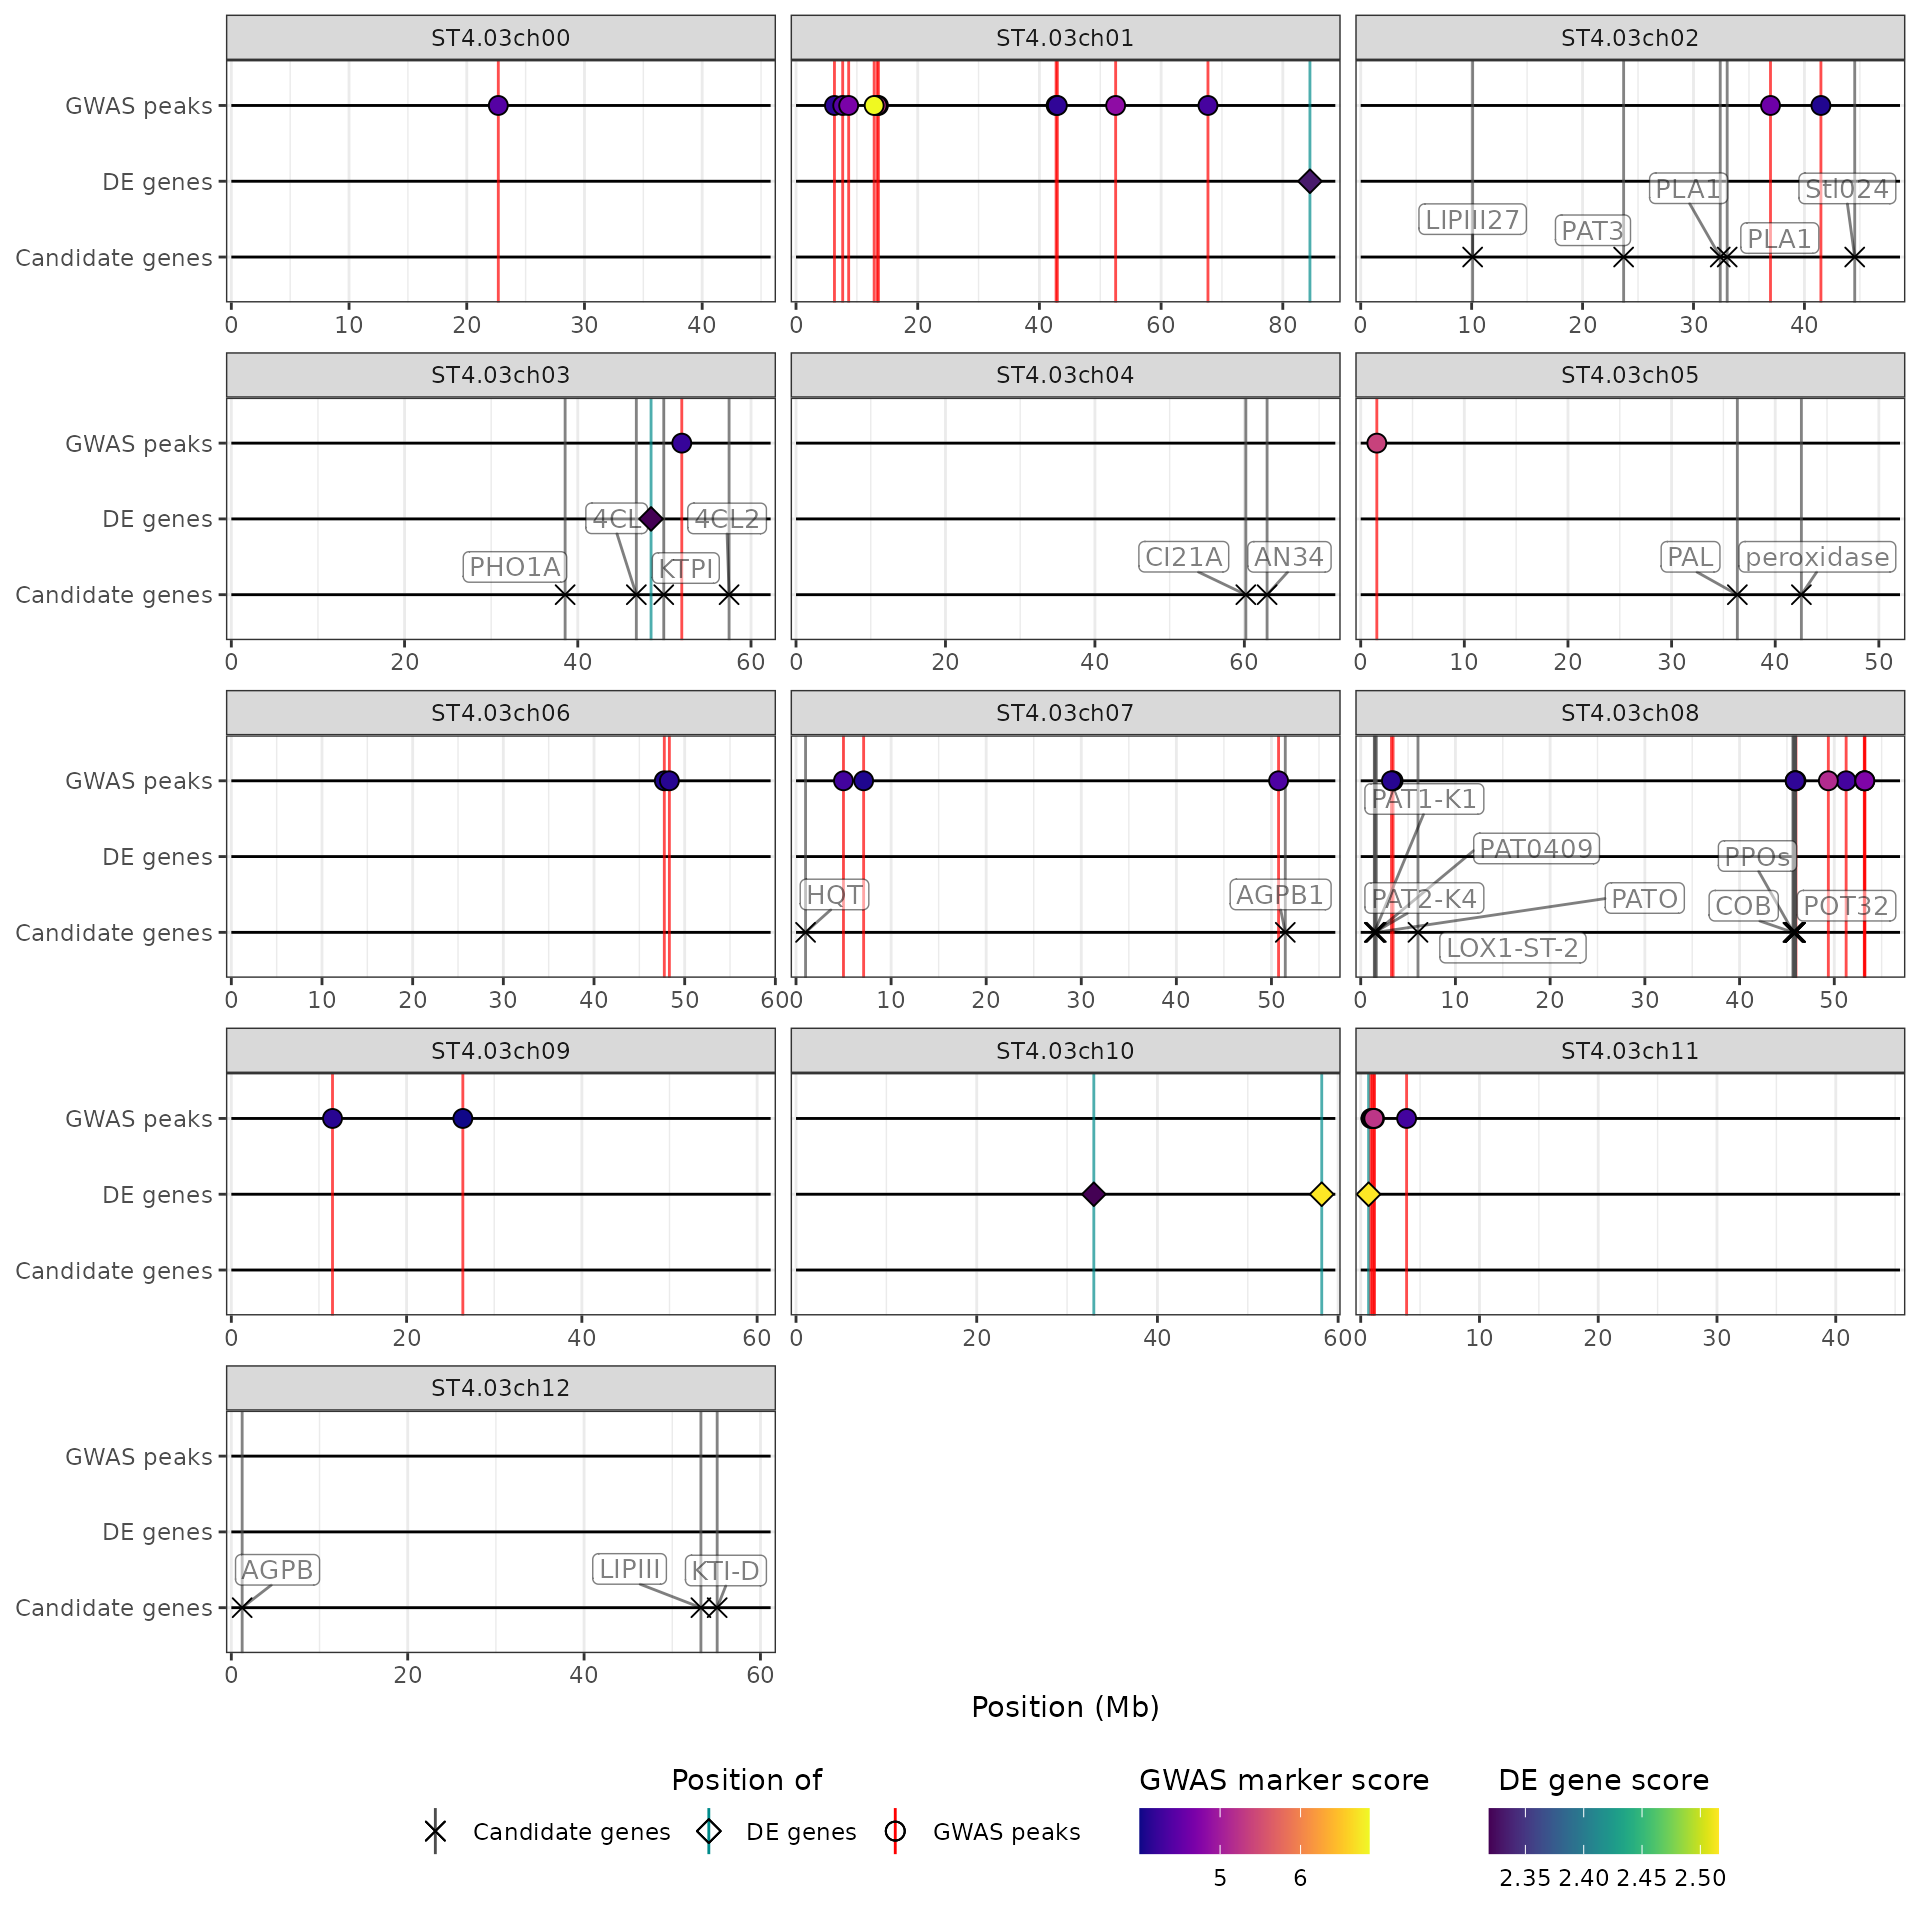 ST4.03ch00 ST4.03ch01 ST4.03ch02
GWAS peaks
DE genes
Candidate genes
LIPIII27 PAT3 PLA1 PLA1 Stl024
0 10 20 30 40 0 20 40 60 80 0 10 20 30 40
ST4.03ch03 ST4.03ch04 ST4.03ch05
GWAS peaks
DE genes
Candidate genes
PHO1A 4CL KTPI 4CL2 CI21A AN34 PAL peroxidase
0 20 40 60 0 20 40 60 0 10 20 30 40 50
ST4.03ch06 ST4.03ch07 ST4.03ch08
GWAS peaks
DE genes
Candidate genes
HQT AGPB1 PAT1-K1 PAT0409 PAT2-K4 PATO LOX1-ST-2 PPOs COB POT32
0 10 20 30 40 50 60 0 10 20 30 40 50 0 10 20 30 40 50
ST4.03ch09 ST4.03ch10 ST4.03ch11
GWAS peaks
DE genes
Candidate genes
0 20 40 60 0 20 40 60 0 10 20 30 40
ST4.03ch12
GWAS peaks
DE genes
Candidate genes
AGPB LIPIII KTI-D
0 20 40 60
Position (Mb)
Position of
Candidate genes DE genes GWAS peaks
GWAS marker score
5 6
DE gene score
2.35 2.40 2.45 2.50